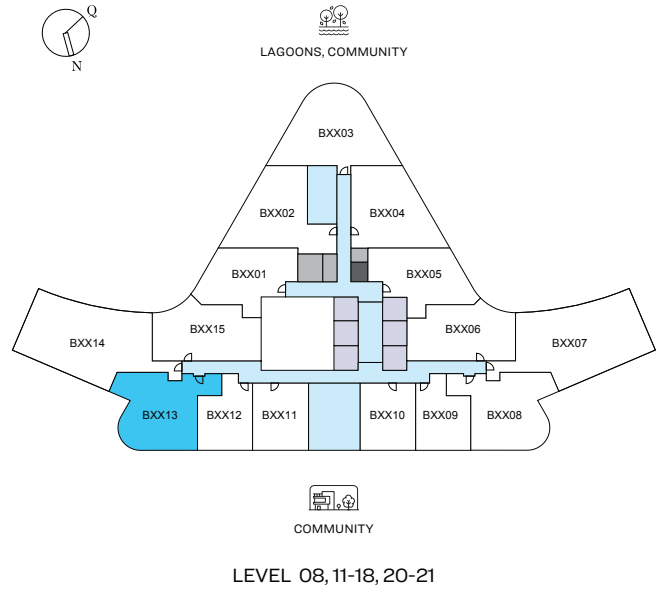 Q
N
LAGOONS, COMMUNITY
BXX03
BXX02
BXX04
BXX01
BXX05
BXX14
BXX15
BXX06
BXX07
BXX13
BXX12
BXX11
BXX10
BXX09
BXX08
COMMUNITY
LEVEL 08, 11-18, 20-21